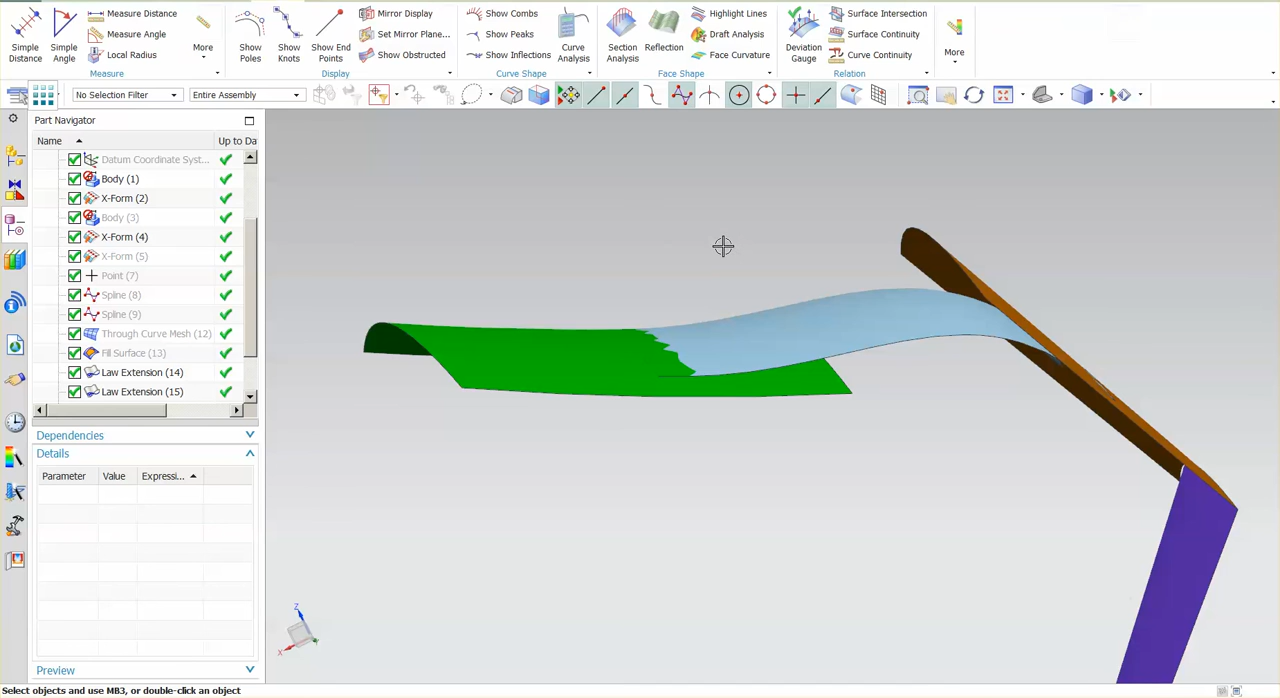 Simple Distance
Simple Angle
Measure Distance
Measure Angle
Local Radius
More
Measure
Show Poles
Show Knots
Show End Points
Mirror Display
Set Mirror Plane...
Show Obstructed
Display
Show Combs
Show Peaks
Show Inflections
Curve Analysis
Curve Shape
Section Analysis
Reflection
Highlight Lines
Draft Analysis
Face Curvature
Face Shape
Deviation Gauge
Surface Intersection
Surface Continuity
Curve Continuity
Relation
More
No Selection Filter
Entire Assembly
Part Navigator
Name
Up to Da
Datum Coordinate Syst...
Body (1)
X-Form (2)
Body (3)
X-Form (4)
X-Form (5)
Point (7)
Spline (8)
Spline (9)
Through Curve Mesh (12)
Fill Surface (13)
Law Extension (14)
Law Extension (15)
Dependencies
Details
Parameter Value Expressi...
Preview
Z
X
Select objects and use MB3, or double-click an object